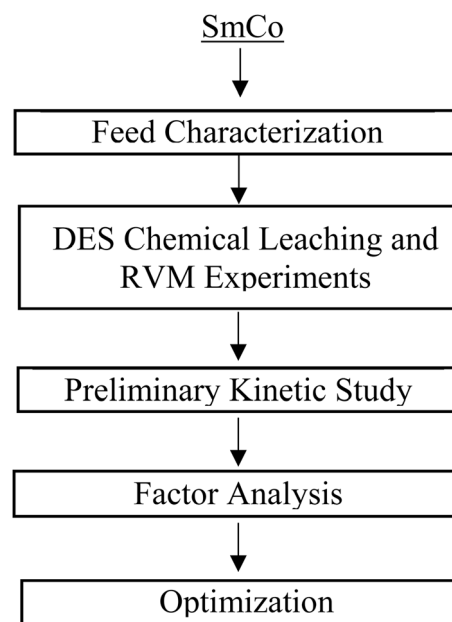 SmCo
Feed Characterization
DES Chemical Leaching and
RVM Experiments
Preliminary Kinetic Study
Factor Analysis
Optimization